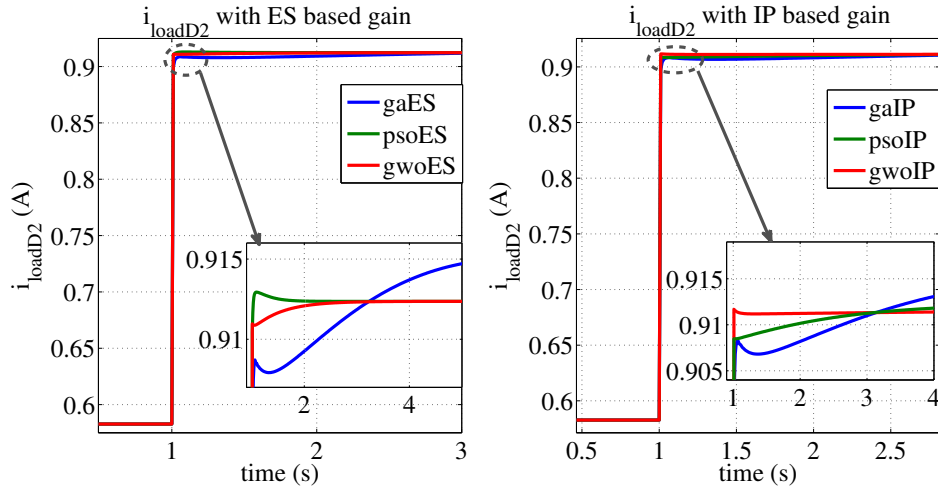 i_loadD2 with ES based gain
i_loadD2 (A)
0.9
0.85
0.8
0.75
0.7
0.65
0.6
gaES
psoES
gwoES
0.915
0.91
2 4
1 2 3
time (s)
i_loadD2 with IP based gain
i_loadD2 (A)
0.9
0.85
0.8
0.75
0.7
0.65
0.6
gaIP
psoIP
gwoIP
0.915
0.91
0.905
1 2 3 4
0.5 1 1.5 2 2.5
time (s)